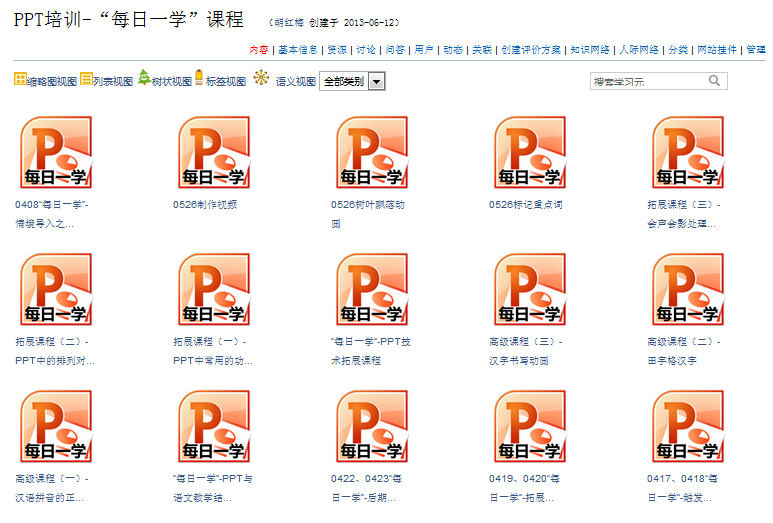 PPT培训-“每日一学”课程 （胡红梅 创建于 2013-06-12）
内容 | 基本信息 | 资源 | 讨论 | 问答 | 用户 | 动态 | 关联 | 创建评价方案 | 知识网络 | 人际网络 | 分类 | 网站挂件 | 管理
缩略图视图 列表视图 树状视图 标签视图 语义视图 全部类别 搜索学习元
每日一学 每日一学 每日一学 每日一学 每日一学
0408“每日一学”- 0526制作视频 0526树叶飘落动 0526标记重点词 拓展课程（三）-
情境导入之... 画 会声会影处理...
每日一学 每日一学 每日一学 每日一学 每日一学
拓展课程（二）- 拓展课程（一）- “每日一学”-PPT技 高级课程（三）- 高级课程（二）-
PPT中的排列对... PPT中常用的功... 术拓展课程 汉字书写动画 田字格汉字
每日一学 每日一学 每日一学 每日一学 每日一学
高级课程（一）- “每日一学”-PPT与 0422、0423“每 0419、0420“每 0417、0418“每
汉语拼音的正... 语文教学结... 日一学”-后期... 日一学”-拓展... 日一学”-触发...